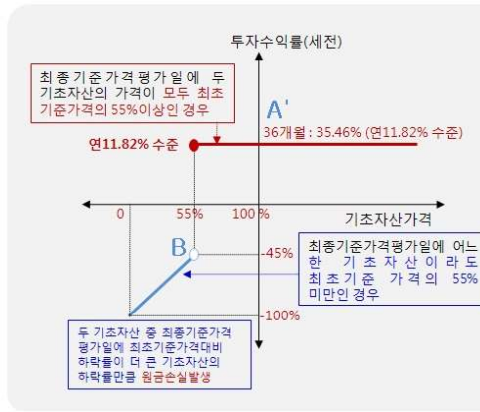 투자수익률(세전)
최종기준가격평가일에 두
기초자산의 가격이 모두 최초
기준가격의 55%이상인 경우
A'
36개월 : 35.46% (연11.82% 수준)
연11.82% 수준
0
55%
100 %
기초자산가격
B
-45%
최종기준가격평가일에 어느
한 기초자산이라도
최초기준 가격의 55%
미만인경우
-100%
두 기초자산 중 최종기준가격
평가일에 최초기준가격대비
하락률이 더 큰 기초자산의
하락률만큼 원금손실발생